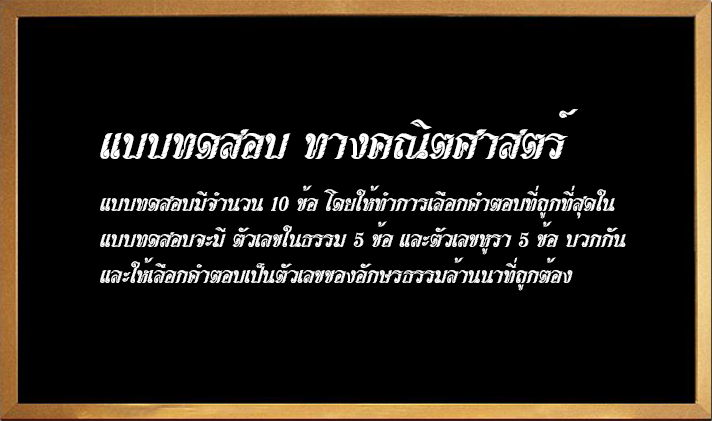 แบบทดสอบ ทางคณิตศาสตร์
แบบทดสอบมีจำนวน 10 ข้อ โดยให้ทำการเลือกคำตอบที่ถูกที่สุดใน
แบบทดสอบจะมี ตัวเลขในธรรม 5 ข้อ และตัวเลขหูรา 5 ข้อ บวกกัน
และให้เลือกคำตอบเป็นตัวเลขของอักษรธรรมล้านนาที่ถูกต้อง